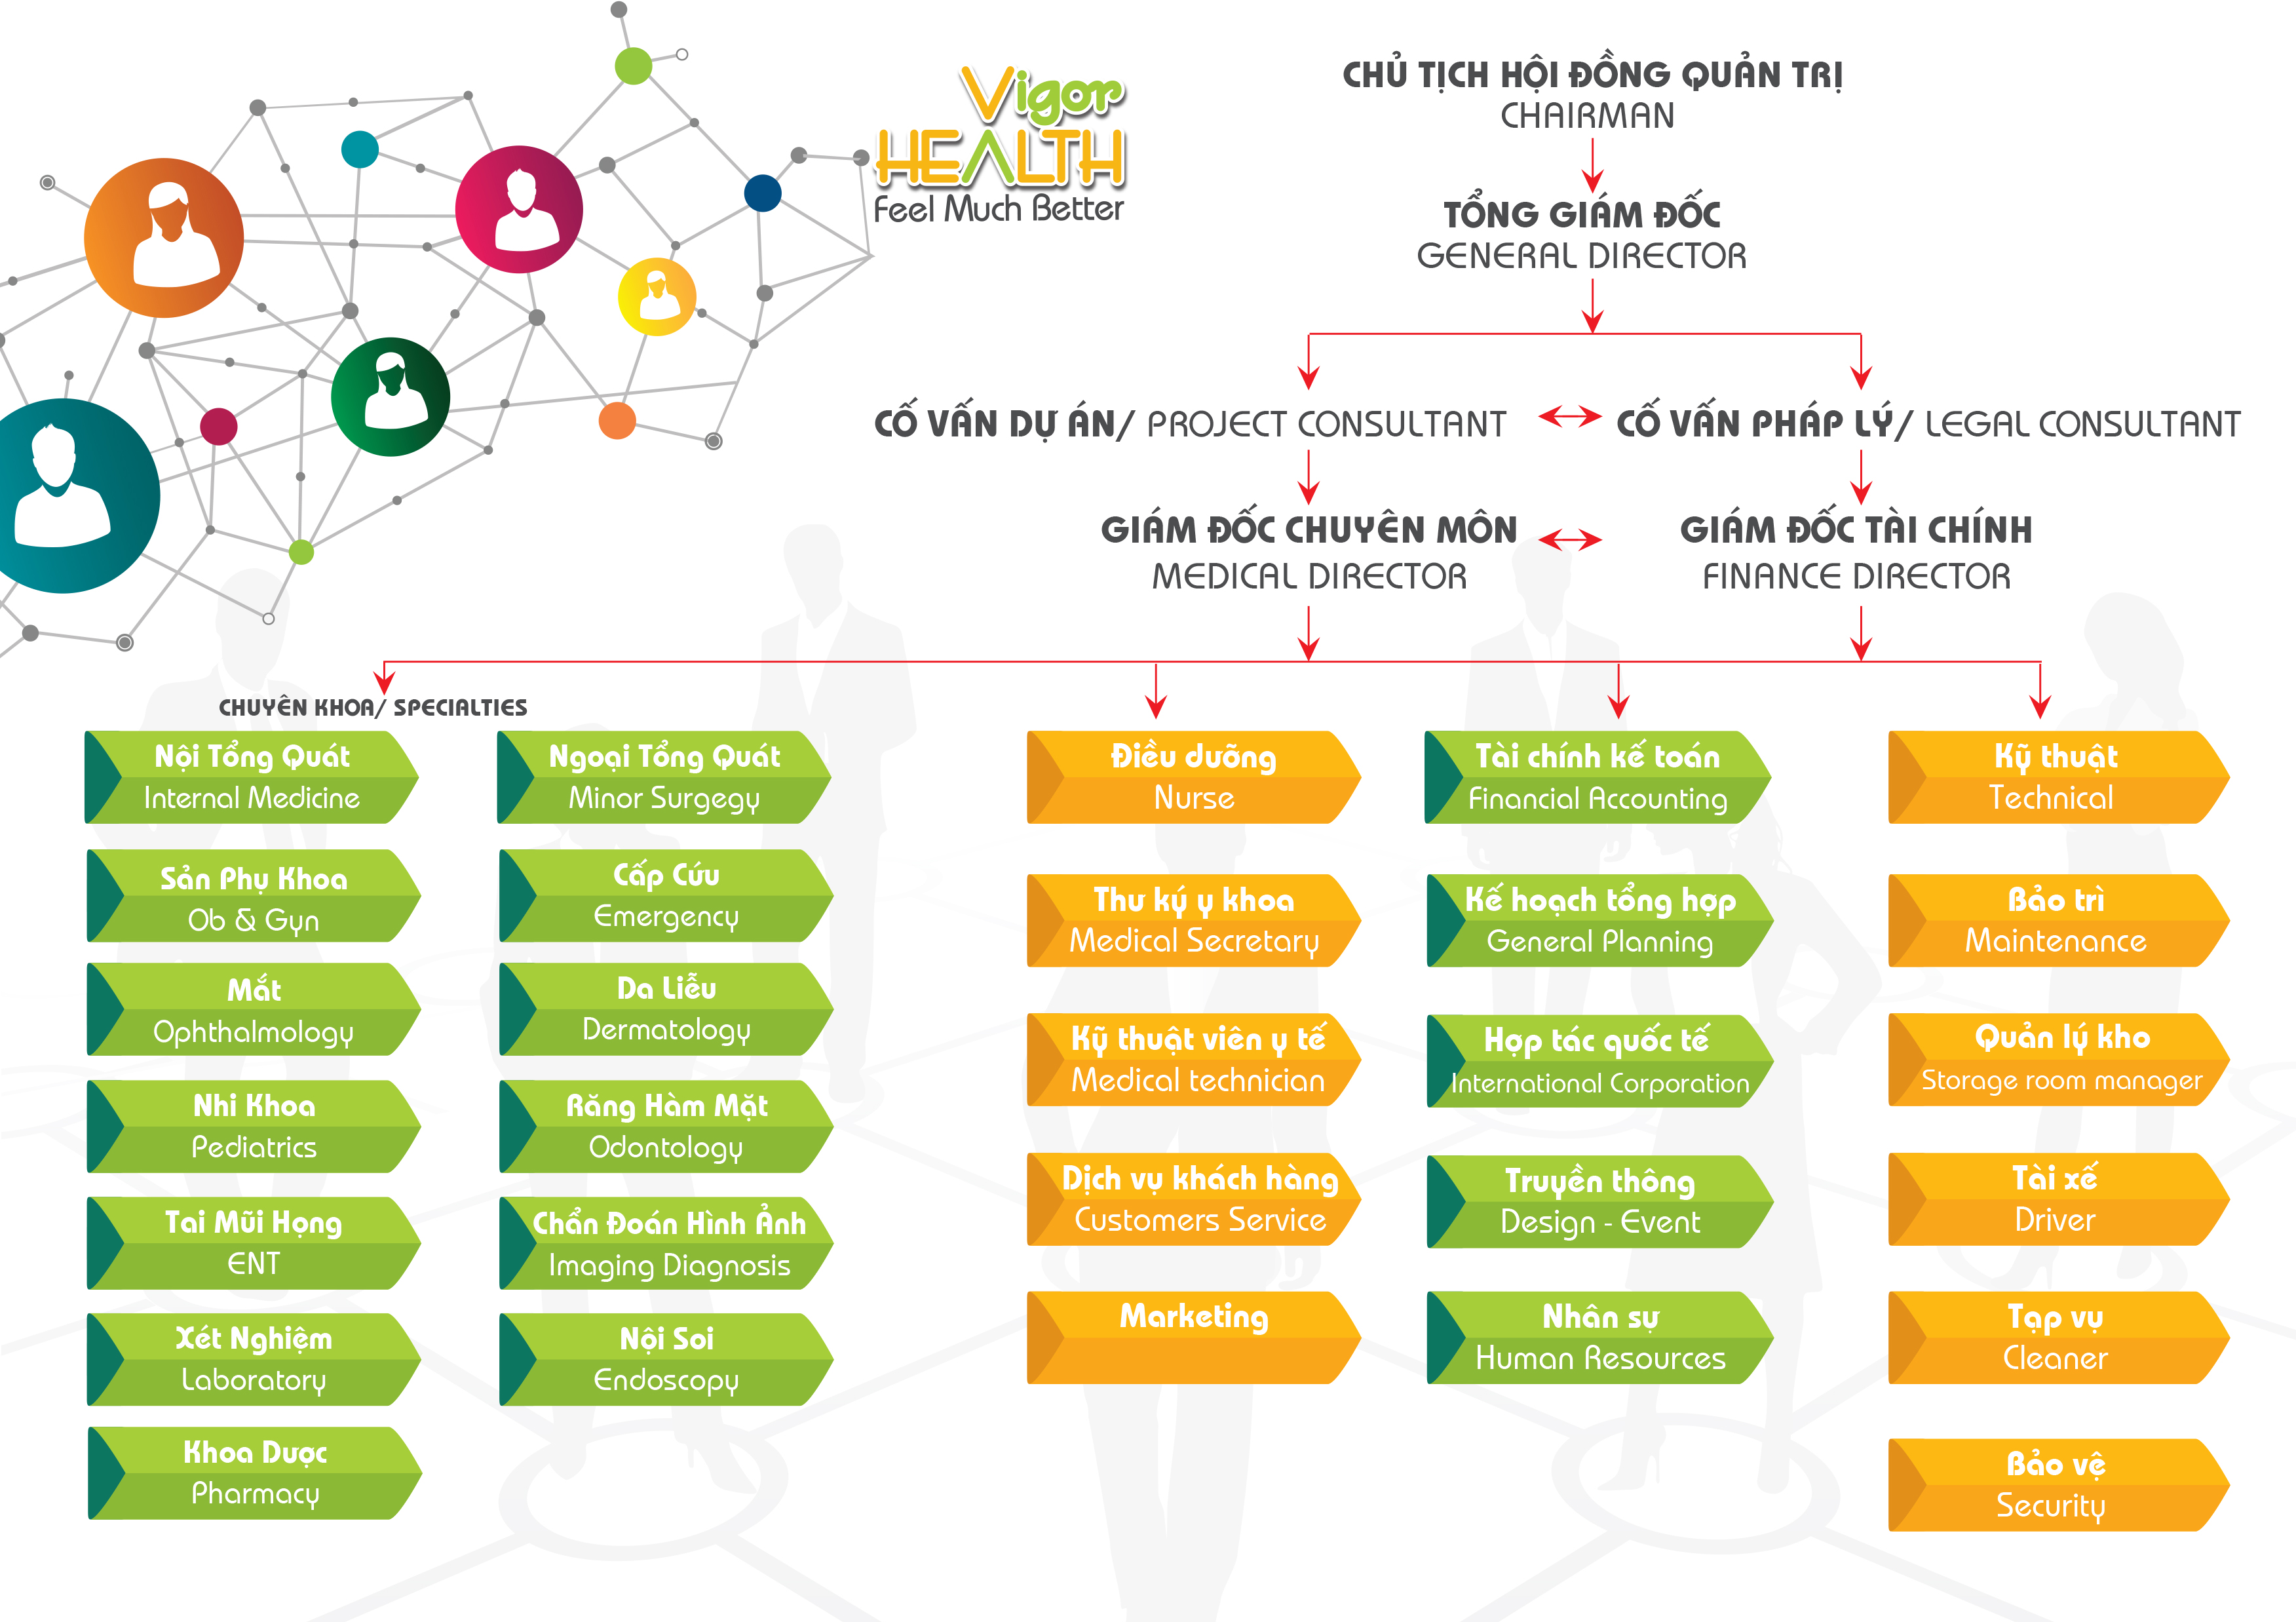 Vigor
HEALTH
Feel Much Better
CHỦ TỊCH HỘI ĐỒNG QUẢN TRỊ
CHAIRMAN
TỔNG GIÁM ĐỐC
GENERAL DIRECTOR
CỐ VẤN DỰ ÁN/ PROJECT CONSULTANT
CỐ VẤN PHÁP LÝ/ LEGAL CONSULTANT
GIÁM ĐỐC CHUYÊN MÔN
MEDICAL DIRECTOR
GIÁM ĐỐC TÀI CHÍNH
FINANCE DIRECTOR
CHUYÊN KHOA/ SPECIALTIES
Nội Tổng Quát
Internal Medicine
Sản Phụ Khoa
Ob & Gyn
Mắt
Ophthalmology
Nhi Khoa
Pediatrics
Tai Mũi Họng
ENT
Xét Nghiệm
Laboratory
Khoa Dược
Pharmacy
Ngoại Tổng Quát
Minor Surgegy
Cấp Cứu
Emergency
Da Liễu
Dermatology
Răng Hàm Mặt
Odontology
Chẩn Đoán Hình Ảnh
Imaging Diagnosis
Nội Soi
Endoscopy
Điều dưỡng
Nurse
Thư ký y khoa
Medical Secretary
Kỹ thuật viên y tế
Medical technician
Dịch vụ khách hàng
Customers Service
Marketing
Tài chính kế toán
Financial Accounting
Kế hoạch tổng hợp
General Planning
Hợp tác quốc tế
International Corporation
Truyền thông
Design - Event
Nhân sự
Human Resources
Kỹ thuật
Technical
Bảo trì
Maintenance
Quản lý kho
Storage room manager
Tài xế
Driver
Tạp vụ
Cleaner
Bảo vệ
Security